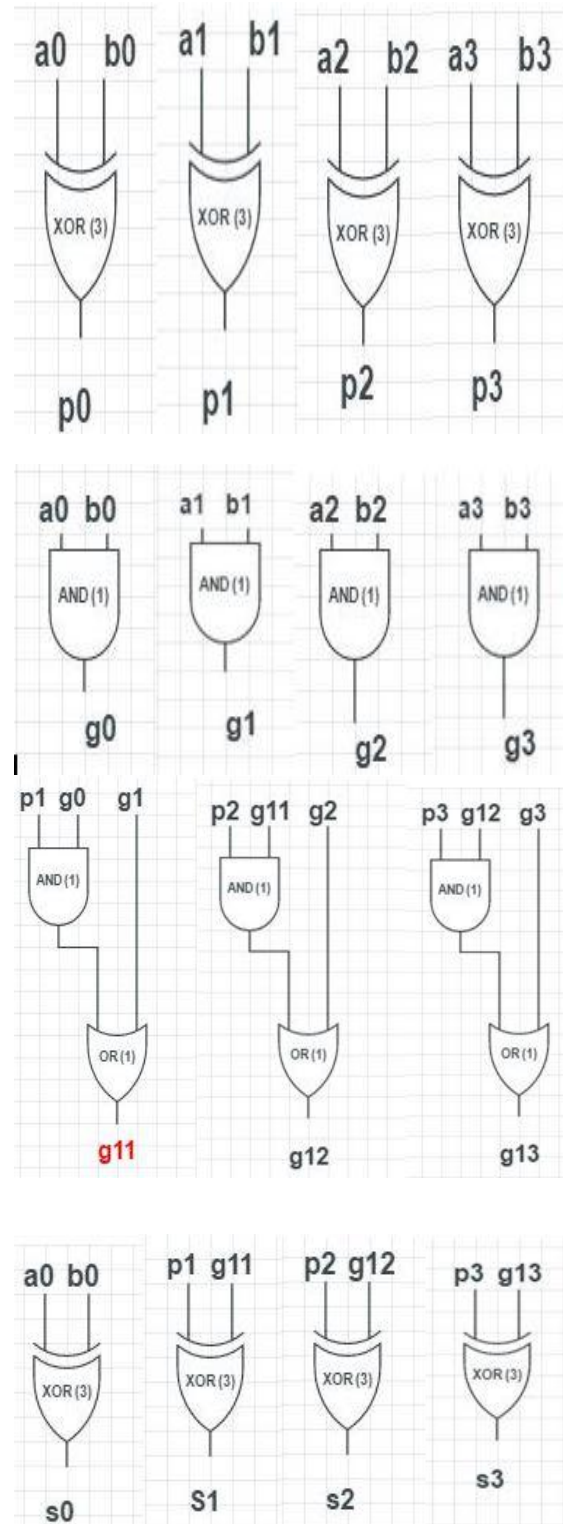 a0 b0 a1 b1 a2 b2 a3 b3
XOR (3) XOR (3) XOR (3) XOR (3)
p0 p1 p2 p3
a0 b0 a1 b1 a2 b2 a3 b3
AND (1) AND (1) AND (1) AND (1)
g0 g1 g2 g3
p1 g0 g1 p2 g11 g2 p3 g12 g3
AND (1) AND (1) AND (1)
OR (1) OR (1) OR (1)
g11 g12 g13
a0 b0 p1 g11 p2 g12 p3 g13
XOR (3) XOR (3) XOR (3) XOR (3)
s0 S1 s2 s3